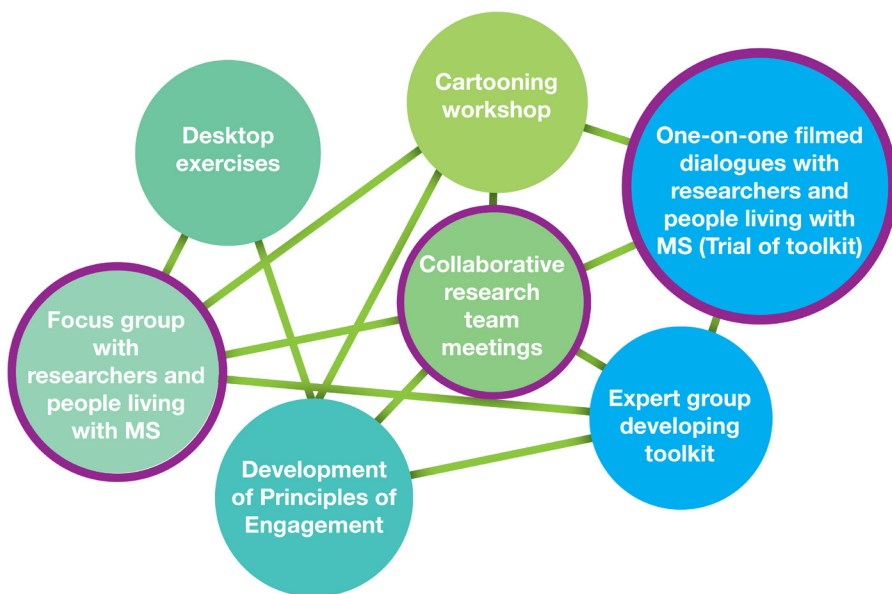 Cartooning
workshop
Desktop
exercises
One-on-one filmed
dialogues with
researchers and
people living with
MS (Trial of toolkit)
Collaborative
research
team
meetings
Focus group
with
researchers and
people living
with MS
Expert group
developing
toolkit
Development
of Principles of
Engagement